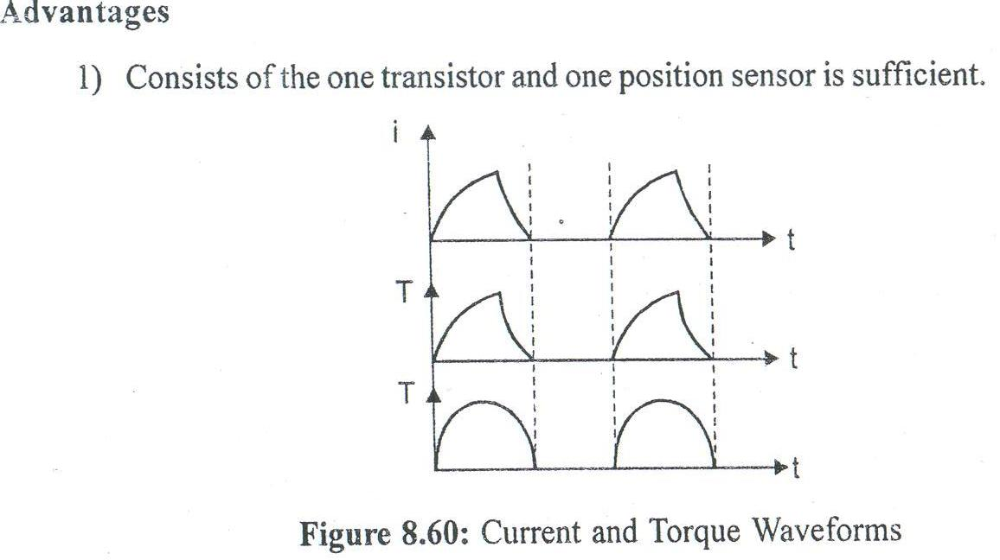 Advantages
1) Consists of the one transistor and one position sensor is sufficient.
i
t
T
t
T
t
Figure 8.60: Current and Torque Waveforms